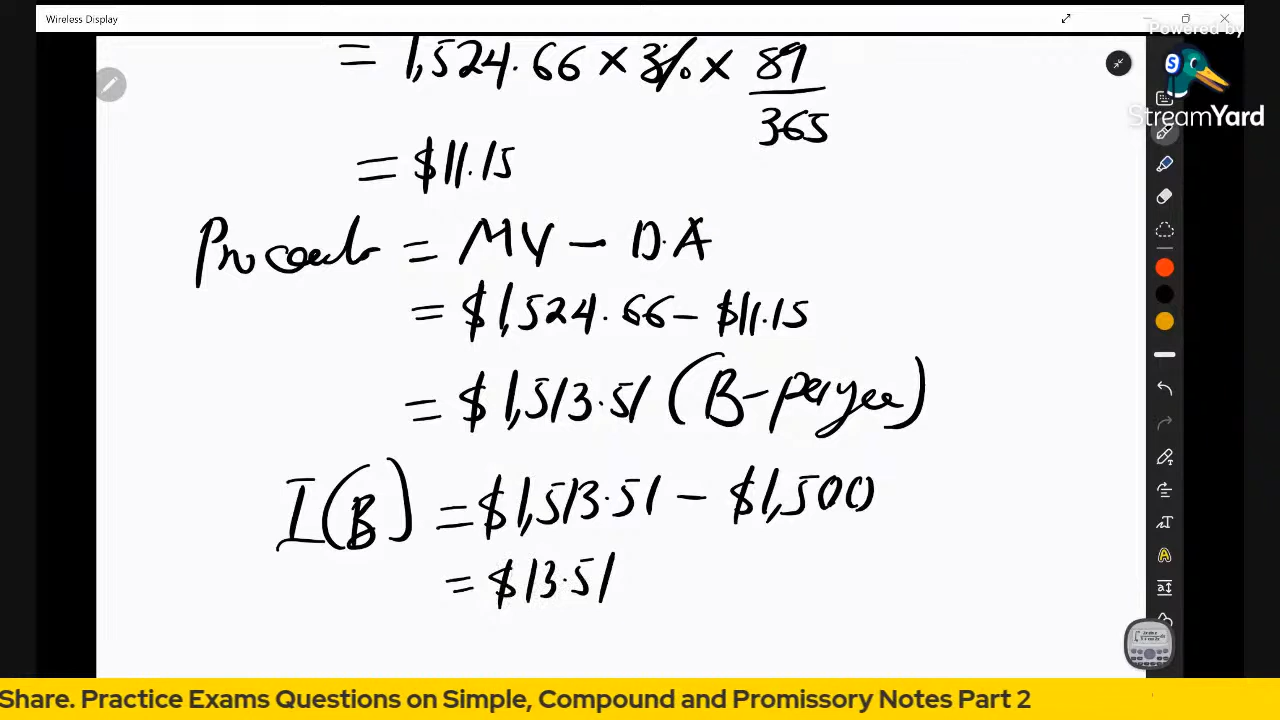 Wireless Display
Powered by
StreamYard
= 1,524.66 × 3% × 89
365
= $11.15
Proceeds = MV - D.A
= $1,524.66 - $11.15
= $1,513.51 (B-payee)
I(B) = $1,513.51 - $1,500
= $13.51
Share. Practice Exams Questions on Simple, Compound and Promissory Notes Part 2